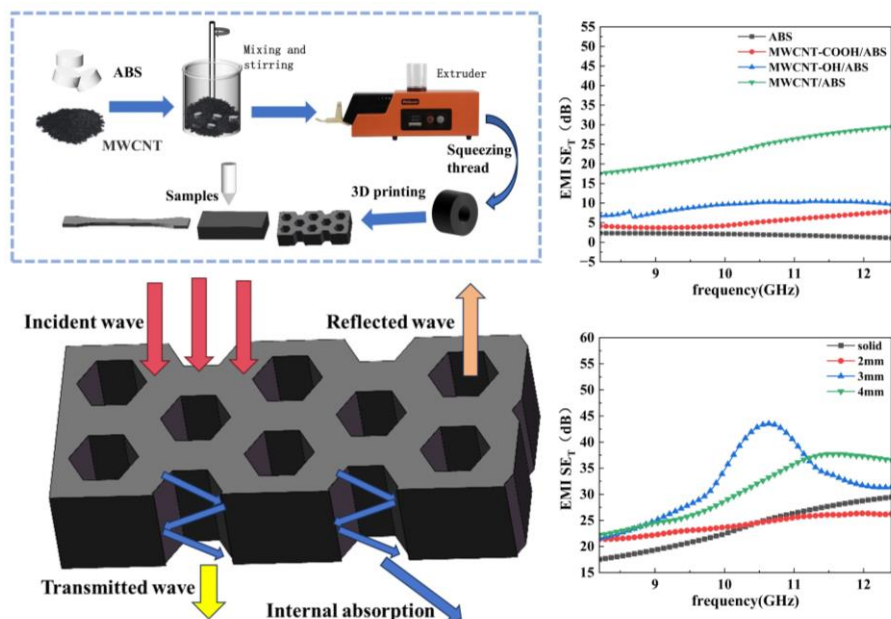 ABS
MWCNT
Mixing and
stirring
Extruder
Squeezing
thread
3D printing
Samples
Incident wave
Reflected wave
Transmitted wave
Internal absorption
EMI SE_T (dB)
55
50
45
40
35
30
25
20
15
10
5
0
−5
ABS
MWCNT-COOH/ABS
MWCNT-OH/ABS
MWCNT/ABS
9
10
11
12
frequency(GHz)
EMI SE_T (dB)
60
55
50
45
40
35
30
25
20
15
solid
2mm
3mm
4mm
9
10
11
12
frequency(GHz)